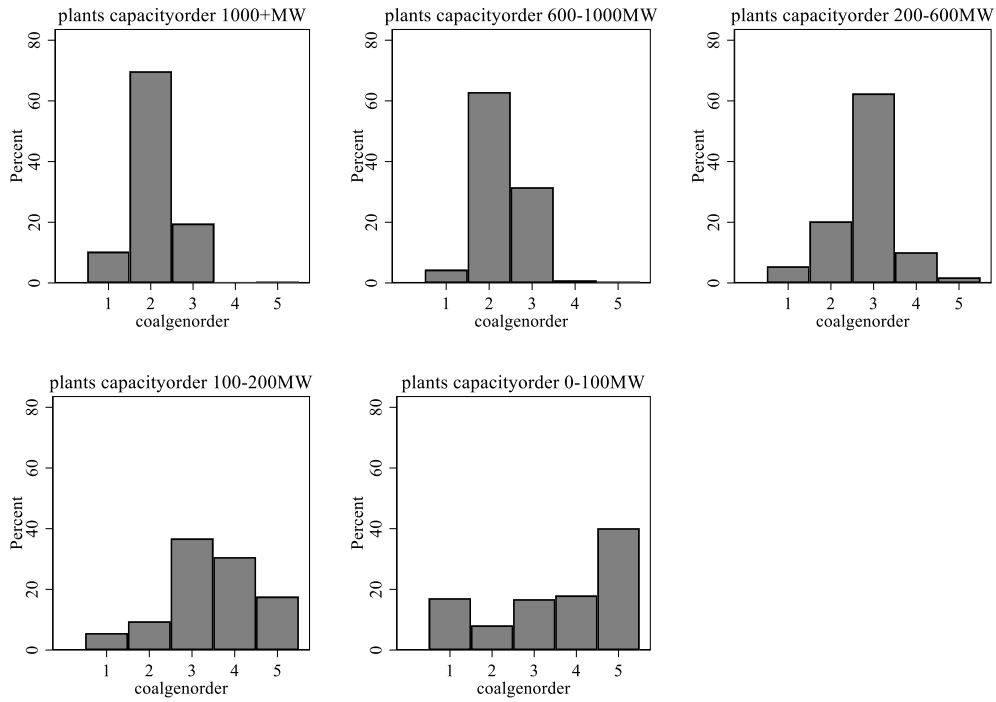 plants capacityorder 1000+MW
80
60
40
20
0
Percent
1 2 3 4 5
coalgenorder
plants capacityorder 600-1000MW
80
60
40
20
0
Percent
1 2 3 4 5
coalgenorder
plants capacityorder 200-600MW
80
60
40
20
0
Percent
1 2 3 4 5
coalgenorder
plants capacityorder 100-200MW
80
60
40
20
0
Percent
1 2 3 4 5
coalgenorder
plants capacityorder 0-100MW
80
60
40
20
0
Percent
1 2 3 4 5
coalgenorder